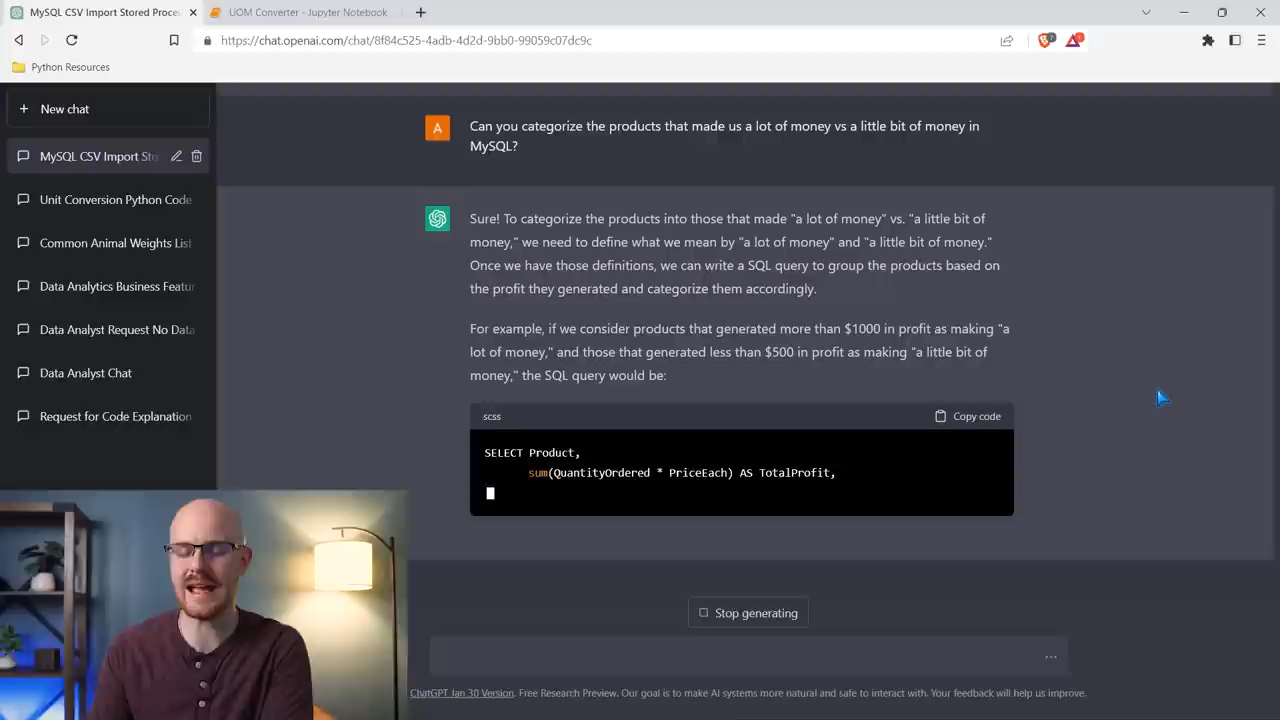 MySQL CSV Import Stored Proce
UOM Converter - Jupyter Notebook
https://chat.openai.com/chat/8f84c525-4adb-4d2d-9bb0-99059c07dc9c
Python Resources
New chat
MySQL CSV Import Sto
Unit Conversion Python Code
Common Animal Weights List
Data Analytics Business Featur
Data Analyst Request No Data
Data Analyst Chat
Request for Code Explanation
A
Can you categorize the products that made us a lot of money vs a little bit of money in
MySQL?
Sure! To categorize the products into those that made "a lot of money" vs. "a little bit of
money," we need to define what we mean by "a lot of money" and "a little bit of money."
Once we have those definitions, we can write a SQL query to group the products based on
the profit they generated and categorize them accordingly.
For example, if we consider products that generated more than $1000 in profit as making "a
lot of money," and those that generated less than $500 in profit as making "a little bit of
money," the SQL query would be:
scss
Copy code
SELECT Product,
sum(QuantityOrdered * PriceEach) AS TotalProfit,
Stop generating
ChatGPT Jan 30 Version. Free Research Preview. Our goal is to make AI systems more natural and safe to interact with. Your feedback will help us improve.